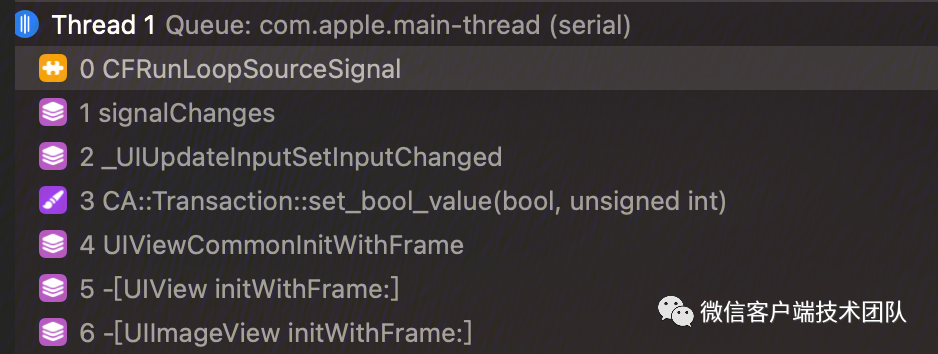 Thread 1 Queue: com.apple.main-thread (serial)
0 CFRunLoopSourceSignal
1 signalChanges
2 _UIUpdateInputSetInputChanged
3 CA::Transaction::set_bool_value(bool, unsigned int)
4 UIViewCommonInitWithFrame
5 -[UIView initWithFrame:]
6 -[UIImageView initWithFrame:]
微信客户端技术团队